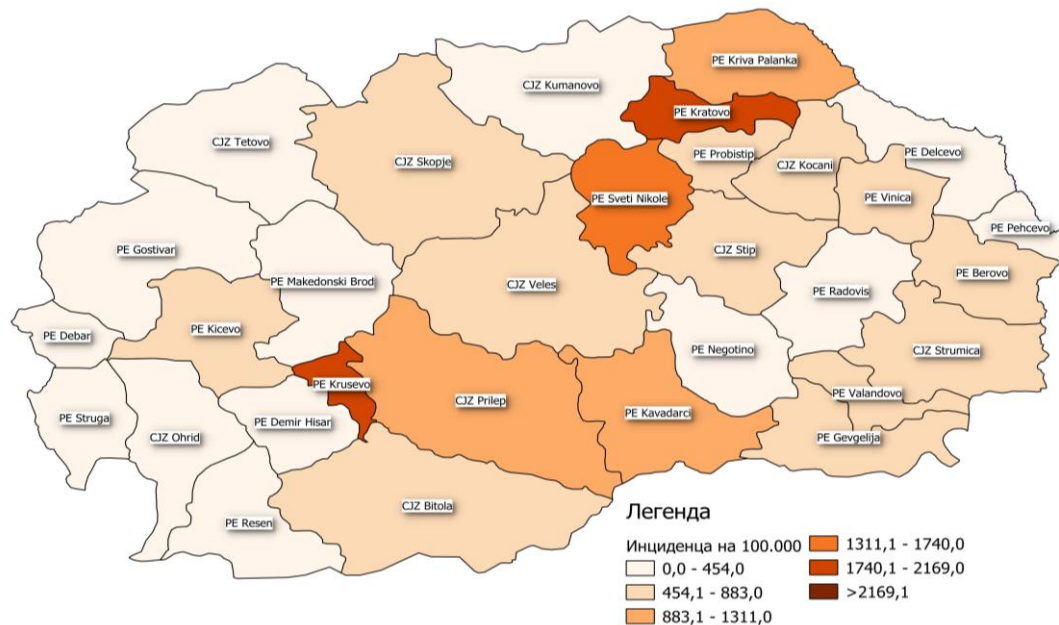 PE Kriva Palanka
CJZ Kumanovo
PE Kratovo
CJZ Tetovo
PE Probistip
PE Delcevo
CJZ Skopje
CJZ Kocani
PE Vinica
PE Sveti Nikole
PE Pehcevo
PE Gostivar
CJZ Stip
PE Berovo
PE Makedonski Brod
CJZ Veles
PE Radovis
PE Kicevo
PE Debar
PE Negotino
CJZ Strumica
PE Krusevo
PE Valandovo
CJZ Prilep
PE Kavadarci
PE Struga
PE Demir Hisar
CJZ Ohrid
PE Gevgelija
CJZ Bitola
PE Resen
Легенда
Инциденца на 100.000
0,0 - 454,0
454,1 - 883,0
883,1 - 1311,0
1311,1 - 1740,0
1740,1 - 2169,0
>2169,1